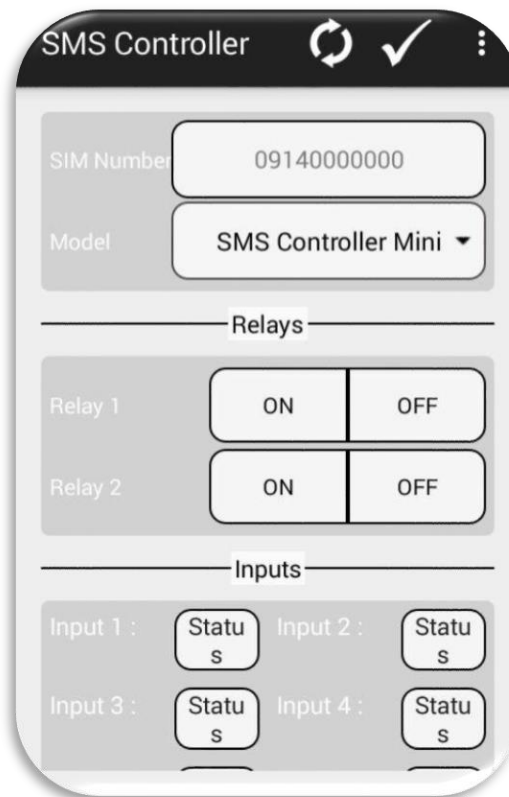 SMS Controller
SIM Number 09140000000
Model SMS Controller Mini
Relays
Relay 1 ON OFF
Relay 2 ON OFF
Inputs
Input 1 : Statu
s Input 2 : Statu
s
Input 3 : Statu
s Input 4 : Statu
s